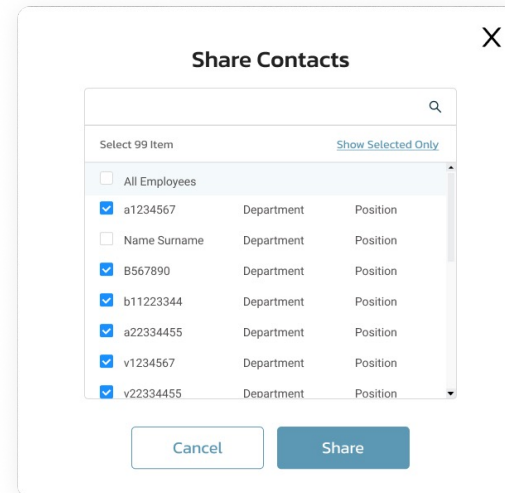 X
Share Contacts
Select 99 Item Show Selected Only
All Employees
a1234567 Department Position
Name Surname Department Position
B567890 Department Position
b11223344 Department Position
a22334455 Department Position
v1234567 Department Position
v22334455 Department Position
Cancel Share